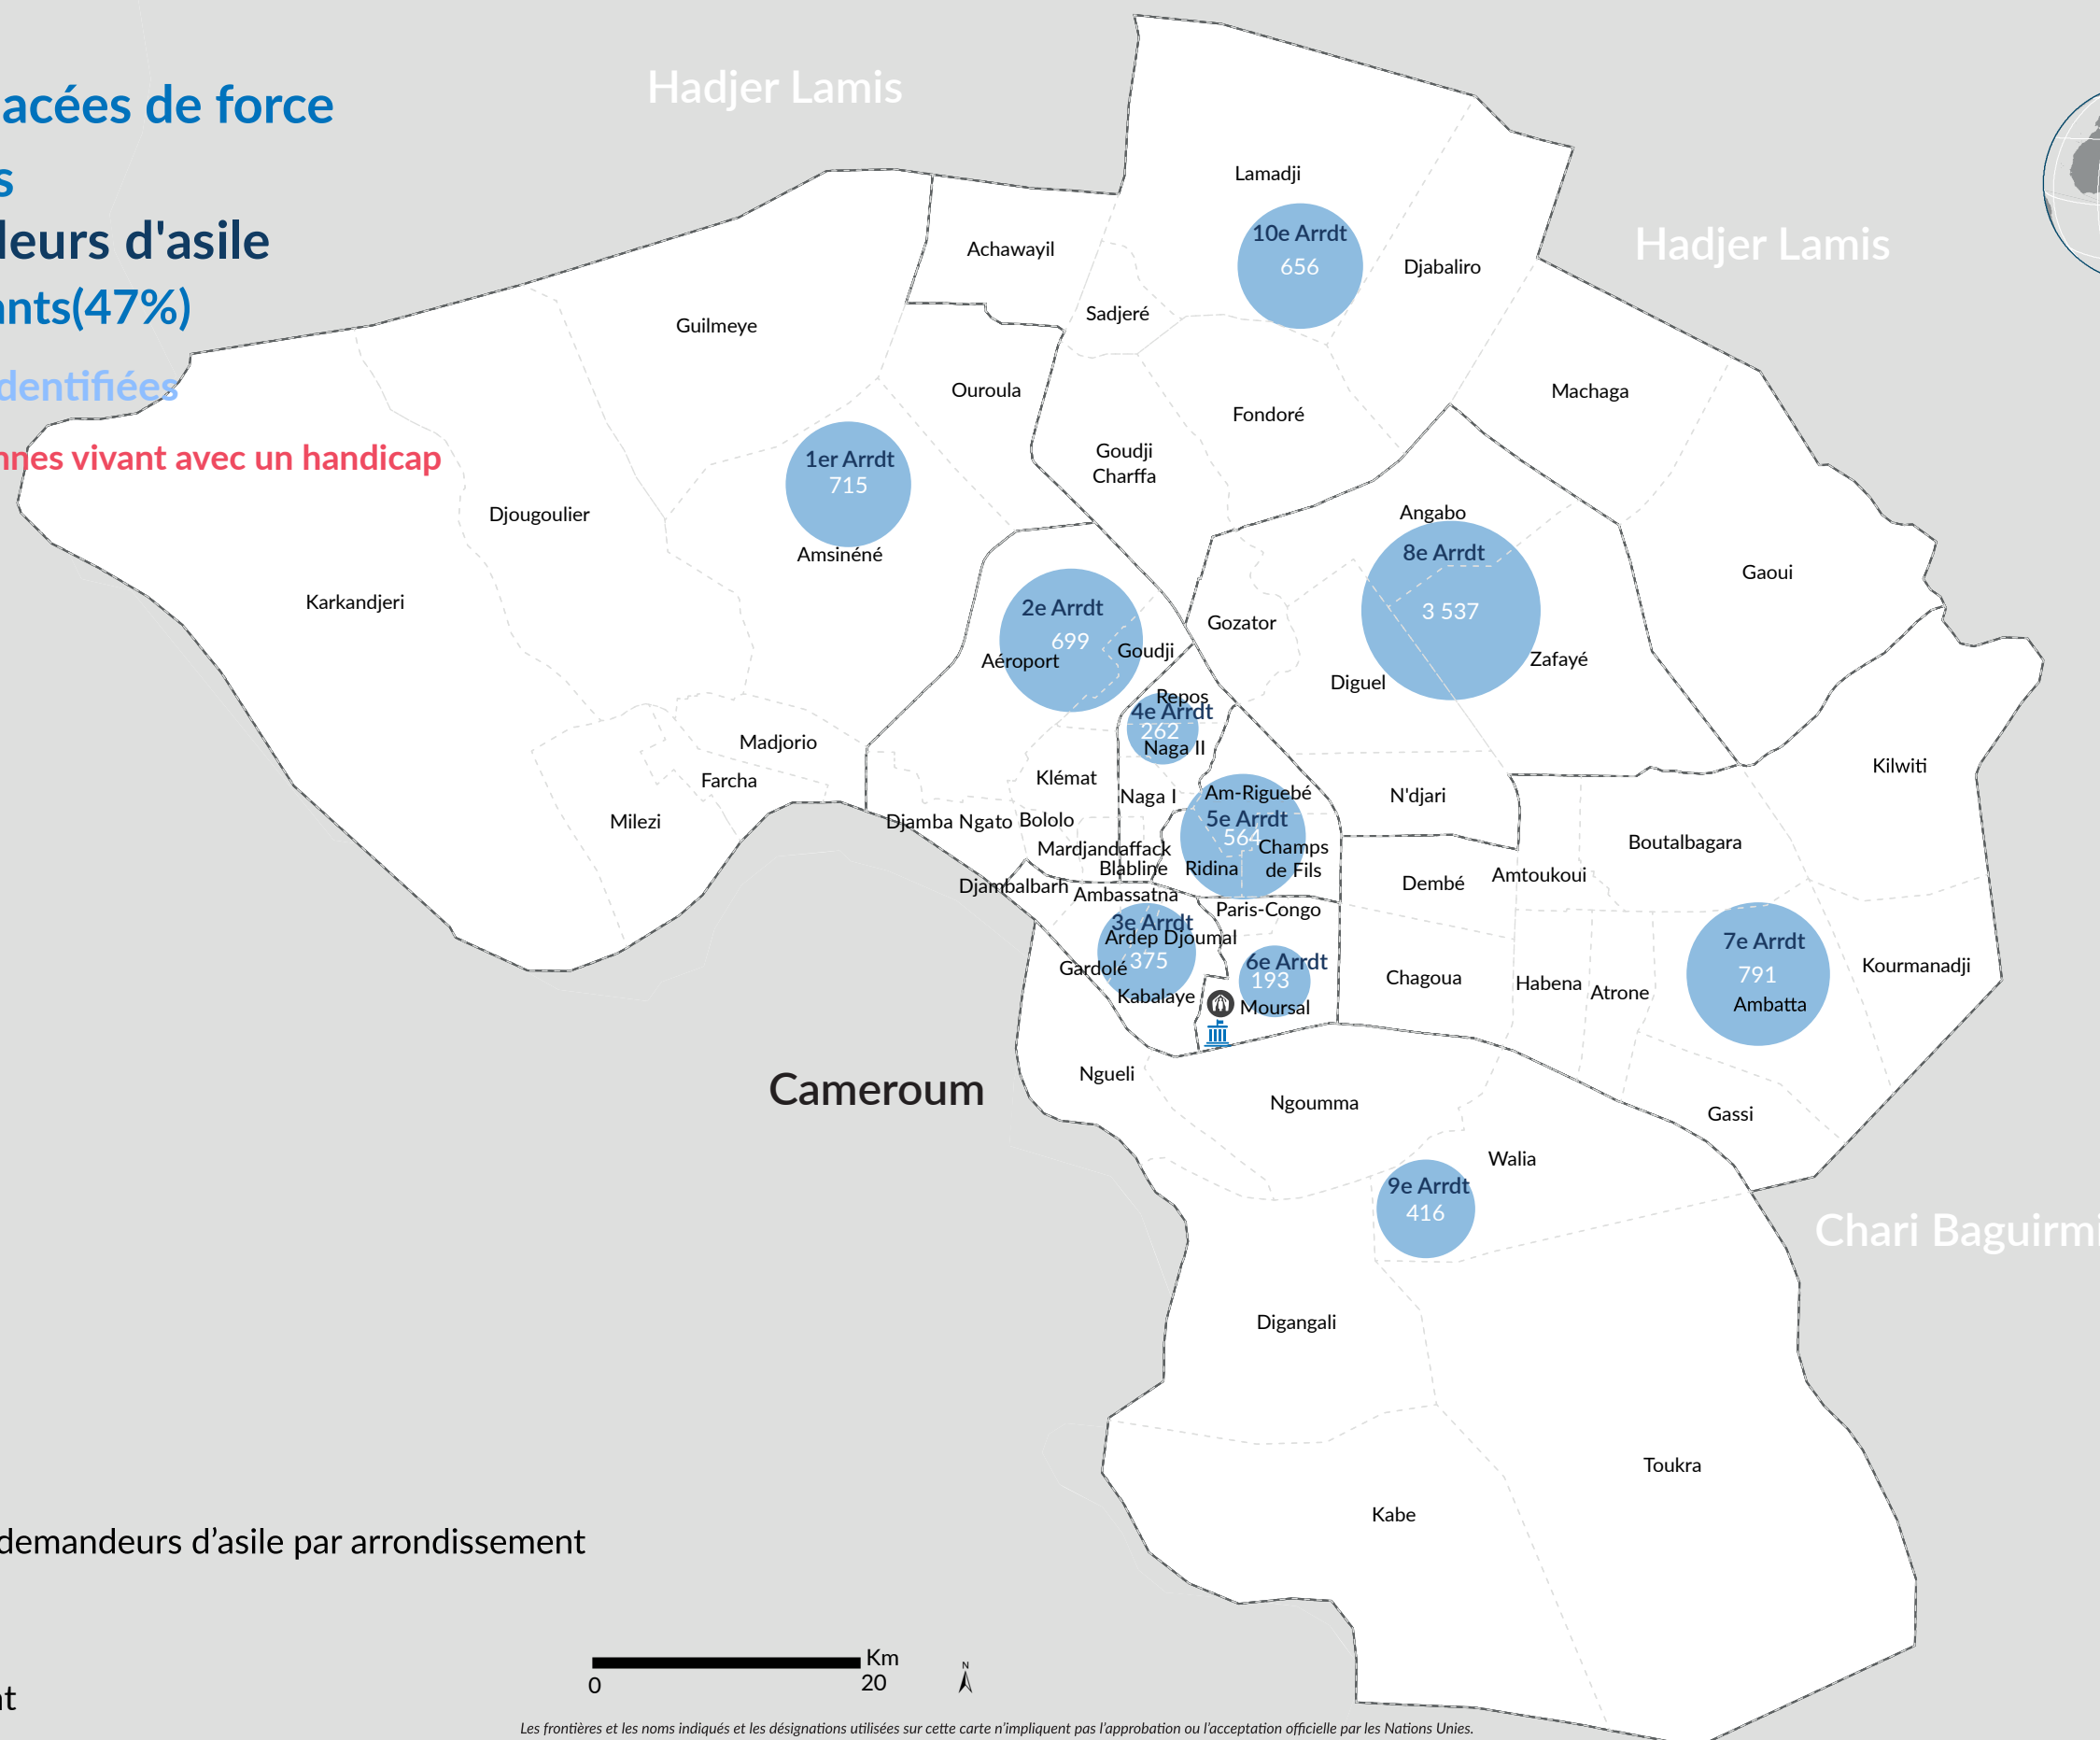 acées de force
s
leurs d'asile
ants(47%)
dentifiées
nnes vivant avec un handicap
Hadjer Lamis
Hadjer Lamis
Lamadji
10e Arrdt
656
Achawayil
Djabaliro
Sadjeré
Guilmeye
Ouroula
Machaga
Fondoré
Goudji
Charffa
1er Arrdt
715
Djougoulier
Amsinéné
Angabo
8e Arrdt
3 537
Gaoui
Karkandjeri
2e Arrdt
699
Aéroport
Goudji
Gozator
Zafayé
Diguel
Repos
4e Arrdt
262
Naga II
Madjorio
Farcha
Milezi
Klémat
Naga I
Am-Riguebé
5e Arrdt
564
Champs
de Fils
Ridina
N'djari
Kilwiti
Djamba Ngato
Bololo
Mardjandaffack
Blabline
Boutalbagara
Djambalbarh
Ambassatna
Dembé
Amtoukoui
Paris-Congo
3e Arrdt
Ardep Djoumal
375
Gardolé
Kabalaye
6e Arrdt
193
Moursal
Chagoua
Habena
Atrone
7e Arrdt
791
Ambatta
Kourmanadji
Cameroum
Ngueli
Ngoumma
Gassi
Walia
9e Arrdt
416
Chari Baguirmi
Digangali
Toukra
Kabe
demandeurs d’asile par arrondissement
nt
Km
0
20
N
Les frontières et les noms indiqués et les désignations utilisées sur cette carte n’impliquent pas l’approbation ou l’acceptation officielle par les Nations Unies.